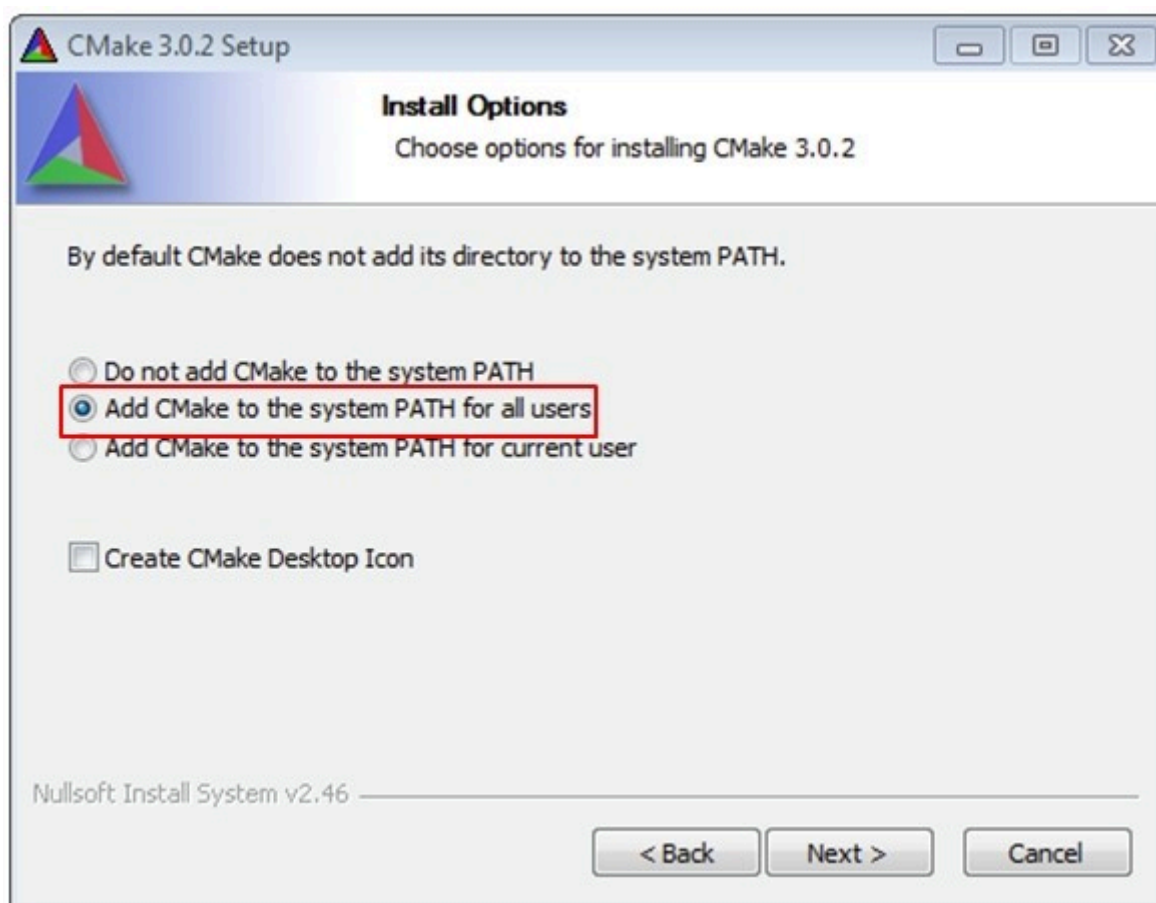 CMake 3.0.2 Setup
Install Options
Choose options for installing CMake 3.0.2
By default CMake does not add its directory to the system PATH.
Do not add CMake to the system PATH
Add CMake to the system PATH for all users
Add CMake to the system PATH for current user
Create CMake Desktop Icon
Nullsoft Install System v2.46
< Back Next > Cancel